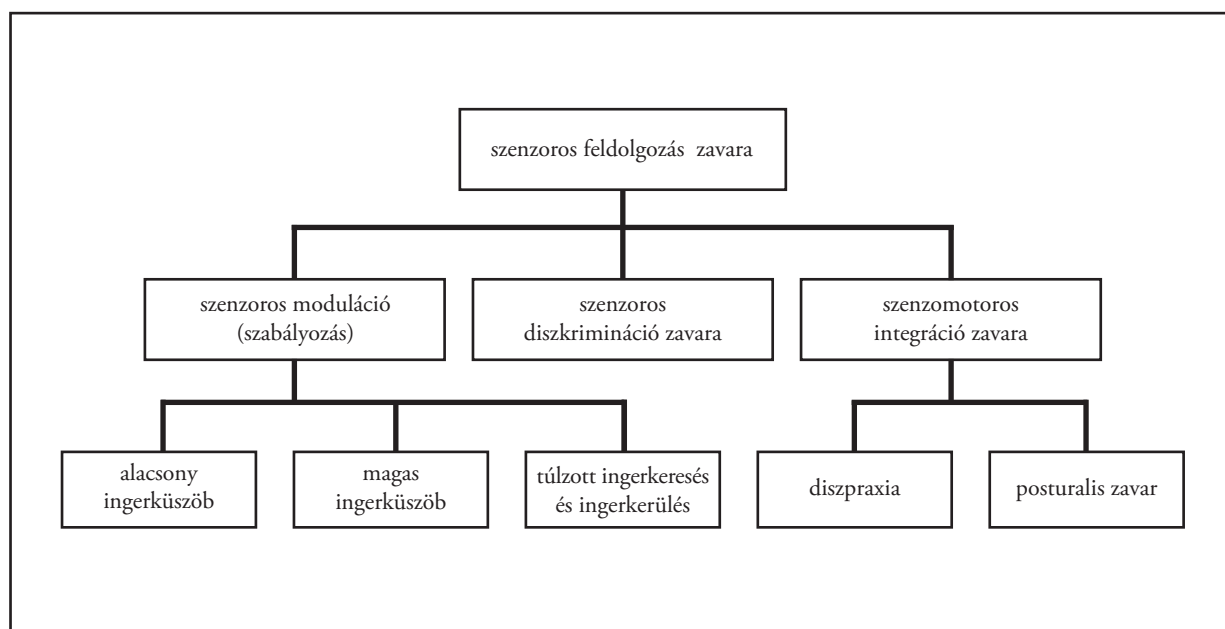 szenzoros feldolgozás zavara
szenzoros moduláció
(szabályozás)
szenzoros
diszkrimináció zavara
szenzomotoros
integráció zavara
alacsony
ingerküszöb
magas
ingerküszöb
túlzott ingerkeresés
és ingerkerülés
diszpraxia
posturalis zavar